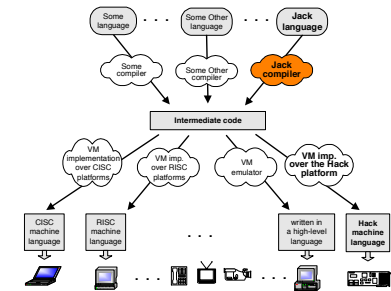 Some
language
. . .
Some Other
language
. . .
Jack
language
Some
compiler
Some Other
compiler
Jack
compiler
Intermediate code
VM
implementation
over CISC
platforms
VM imp.
over RISC
platforms
VM
emulator
VM imp.
over the Hack
platform
CISC
machine
language
RISC
machine
language
. . .
written in
a high-level
language
Hack
machine
language
. . .
. . .